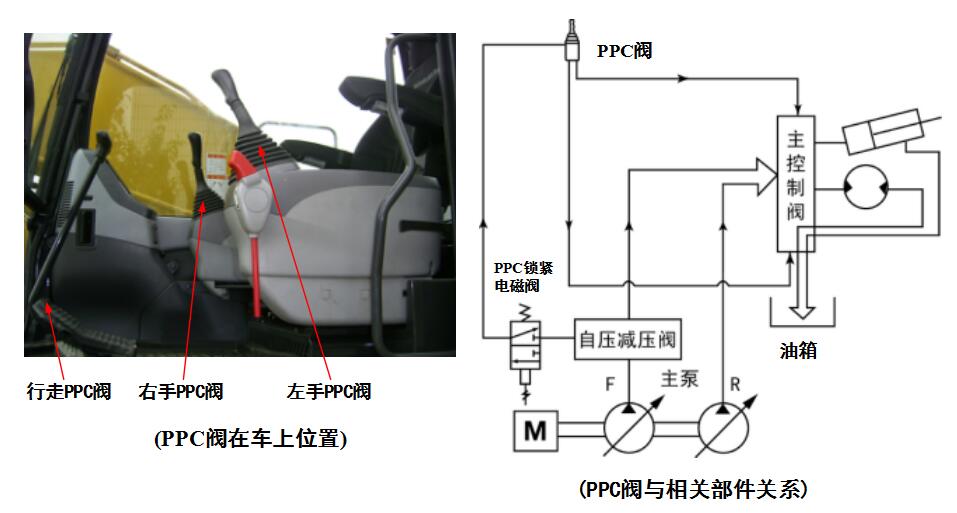 行走PPC阀
右手PPC阀
左手PPC阀
(PPC阀在车上位置)
PPC阀
主控制阀
PPC锁紧
电磁阀
自压减压阀
油箱
F
主泵
R
M
(PPC阀与相关部件关系)